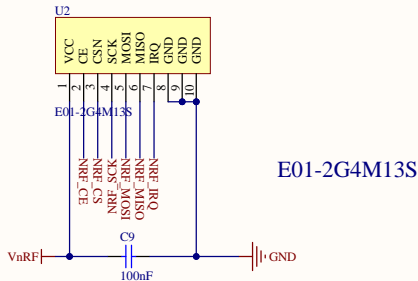 U2
VCC
CE
CSN
SCK
MOSI
MISO
IRQ
GND
GND
GND
1
2
3
4
5
6
7
8
9
10
E01-2G4M13S
NRF_CE
NRF_CS
NRF_SCK
NRF_MOSI
NRF_MISO
NRF_IRQ
E01-2G4M13S
C9
VnRF
GND
100nF